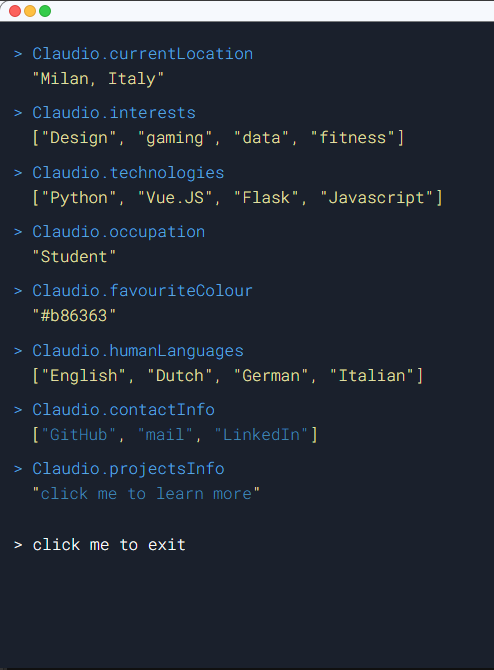 > Claudio.currentLocation
"Milan, Italy"
> Claudio.interests
["Design", "gaming", "data", "fitness"]
> Claudio.technologies
["Python", "Vue.JS", "Flask", "Javascript"]
> Claudio.occupation
"Student"
> Claudio.favouriteColour
"#b86363"
> Claudio.humanLanguages
["English", "Dutch", "German", "Italian"]
> Claudio.contactInfo
["GitHub", "mail", "LinkedIn"]
> Claudio.projectsInfo
"click me to learn more"
> click me to exit